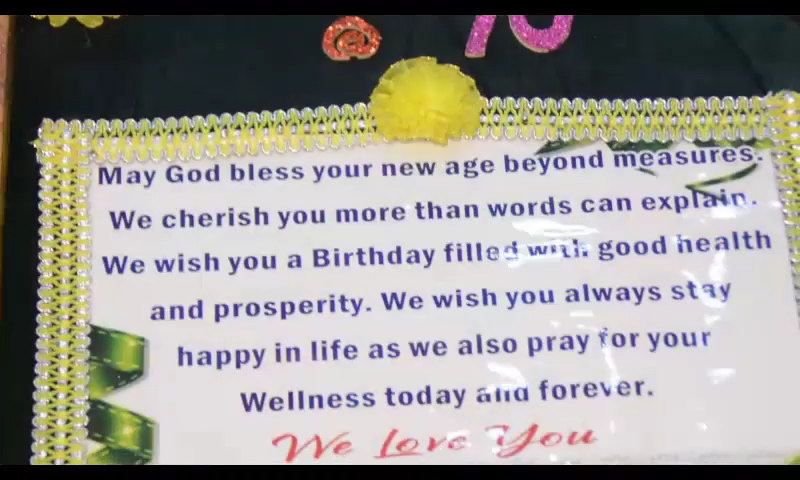 @ 70
May God bless your new age beyond measures.
We cherish you more than words can explain.
We wish you a Birthday filled with good health
and prosperity. We wish you always stay
happy in life as we also pray for your
Wellness today and forever.
We Love You